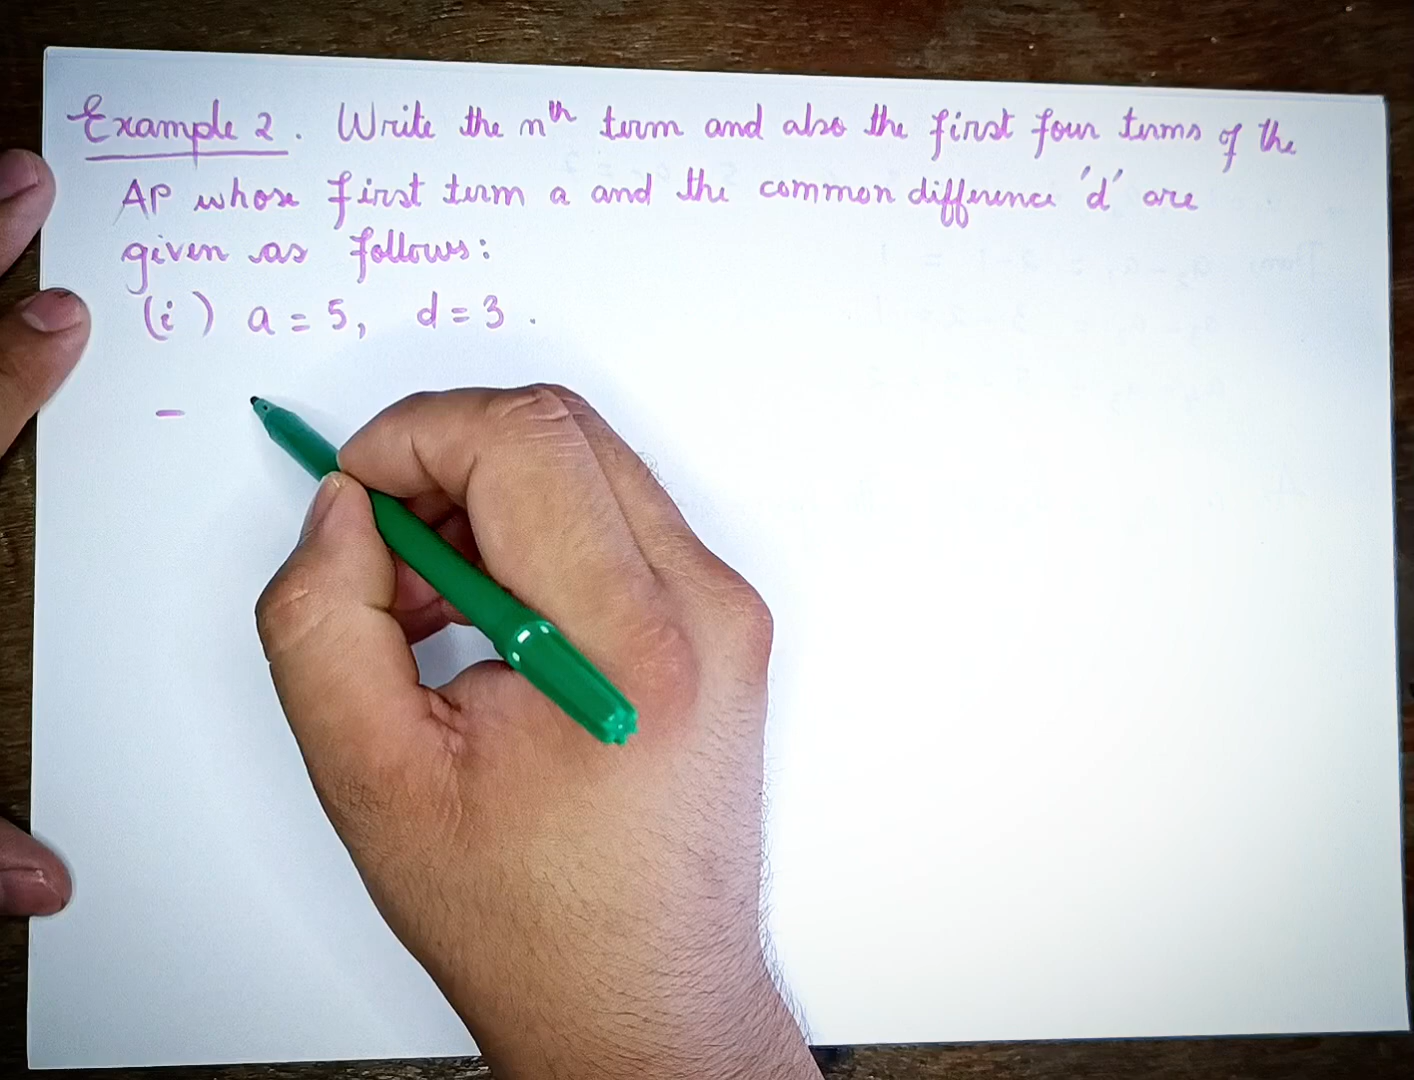 Example 2. Write the nth term and also the first four terms of the
AP whose first term a and the common difference 'd' are
given as follows:
(i) a = 5, d = 3.
-